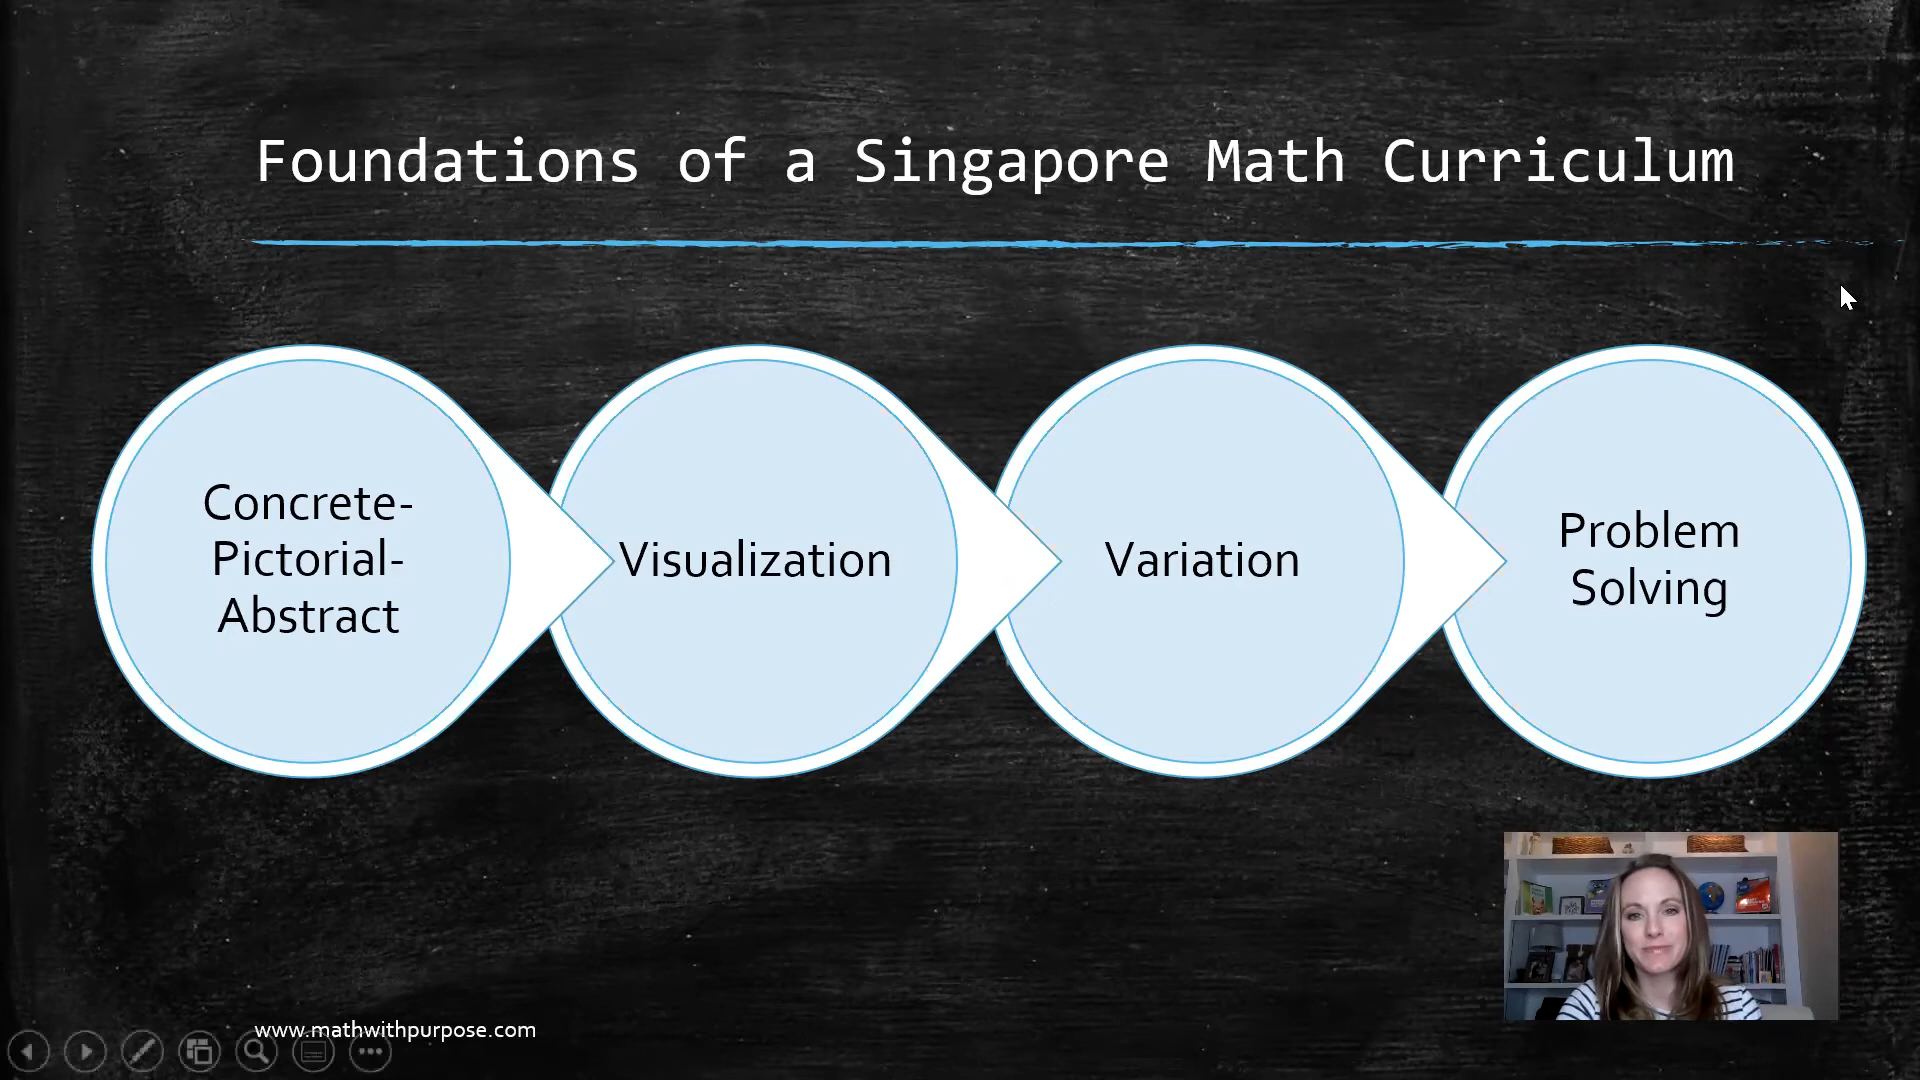 Foundations of a Singapore Math Curriculum
Concrete-
Pictorial-
Abstract
Visualization
Variation
Problem
Solving
www.mathwithpurpose.com